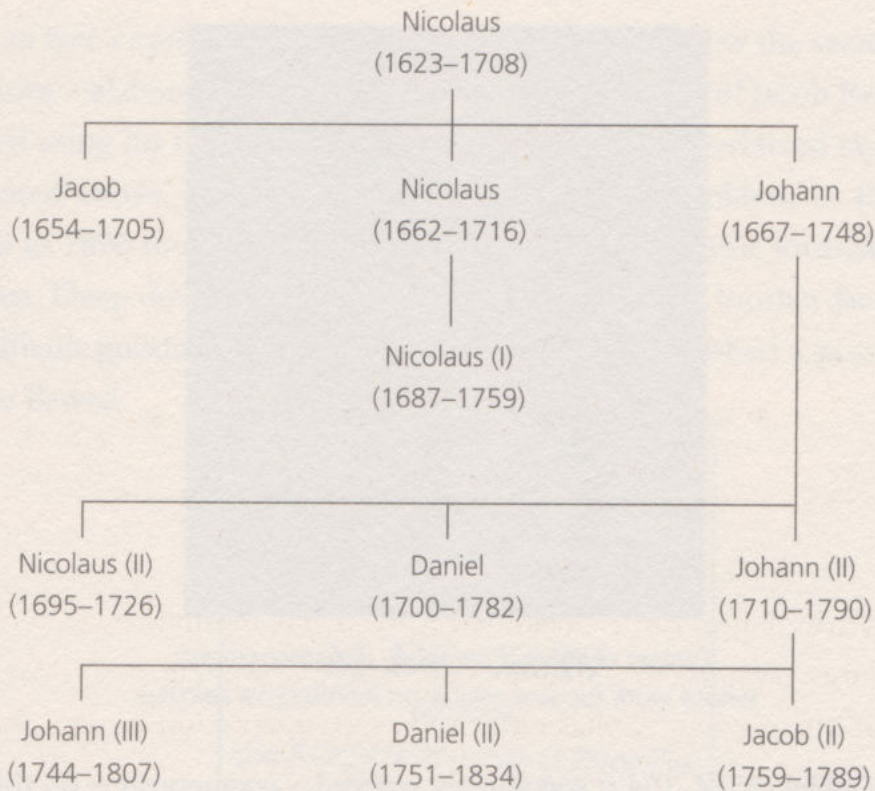 Nicolaus
(1623–1708)
Jacob
(1654–1705)
Nicolaus
(1662–1716)
Johann
(1667–1748)
Nicolaus (I)
(1687–1759)
Nicolaus (II)
(1695–1726)
Daniel
(1700–1782)
Johann (II)
(1710–1790)
Johann (III)
(1744–1807)
Daniel (II)
(1751–1834)
Jacob (II)
(1759–1789)